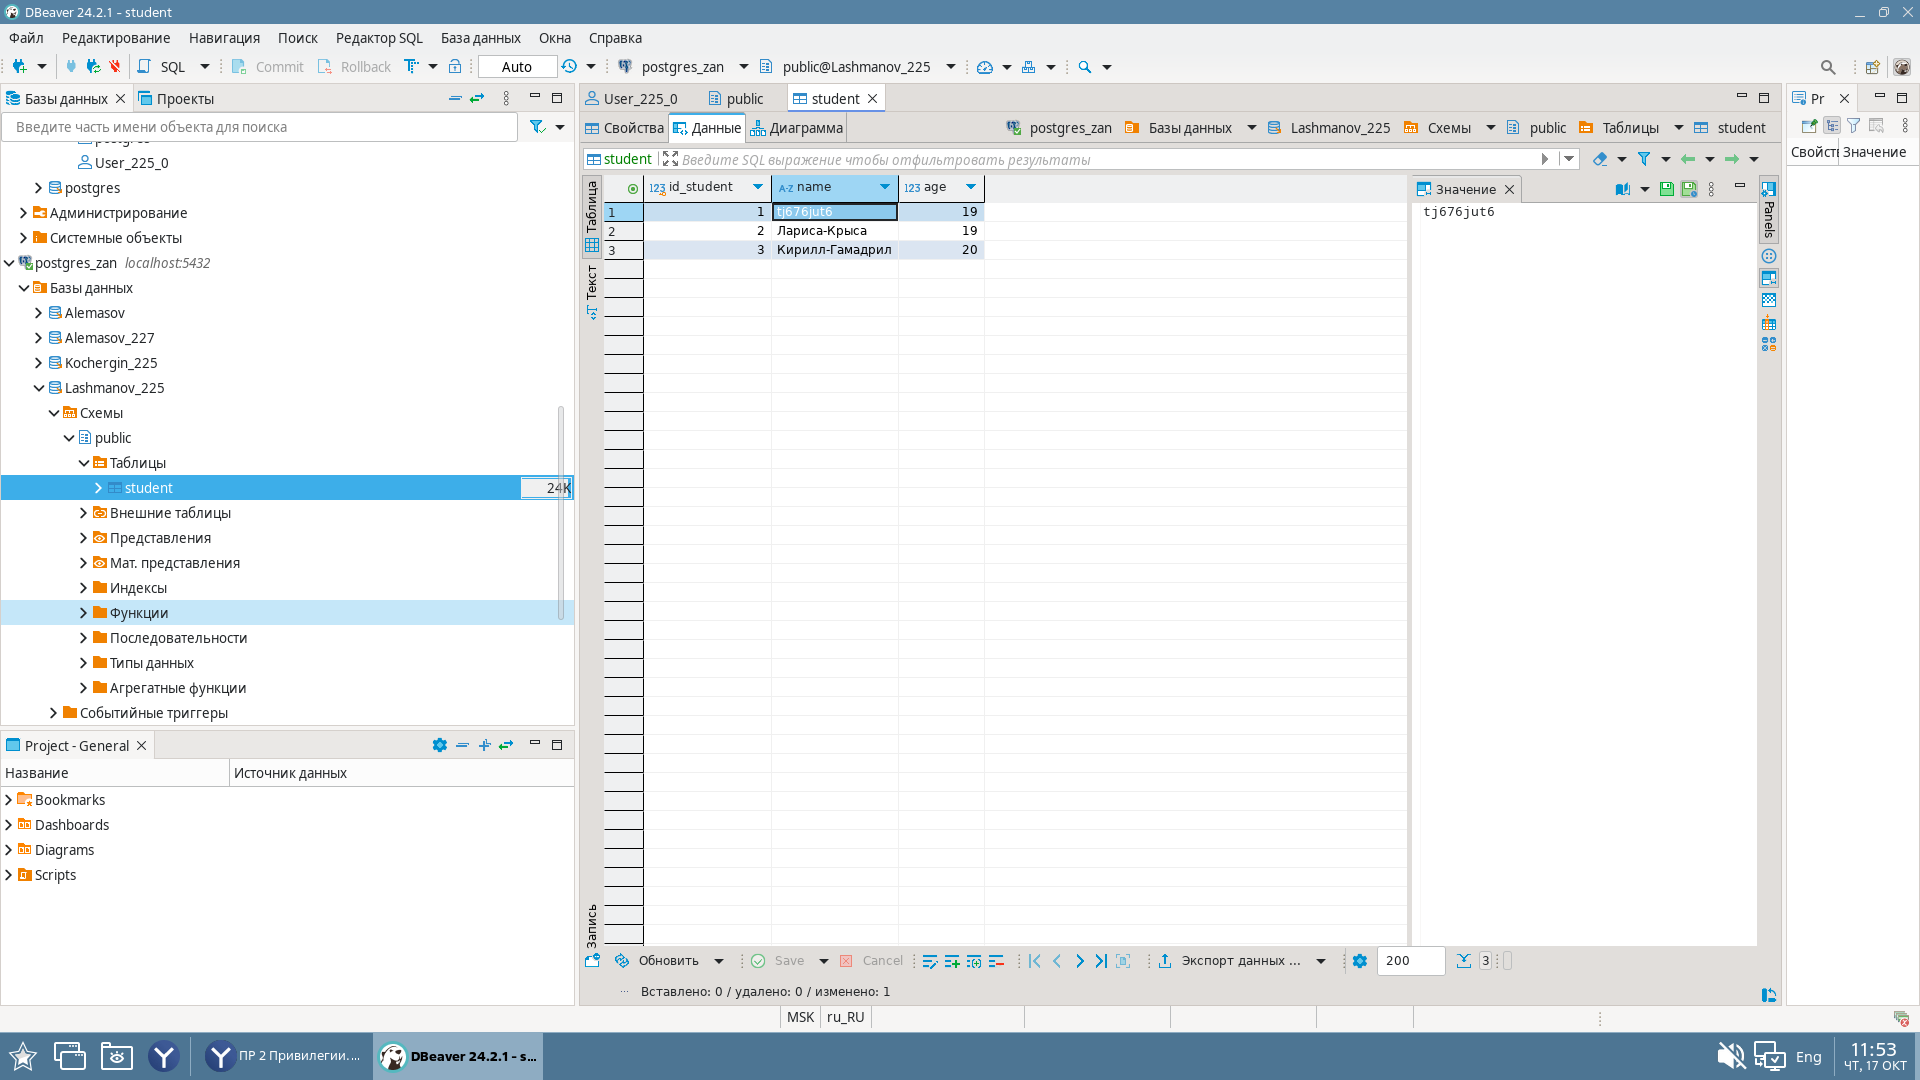 DBeaver 24.2.1 - student
Файл Редактирование Навигация Поиск Редактор SQL База данных Окна Справка
SQL Commit Rollback Auto postgres_zan public@Lashmanov_225
Базы данных Проекты
Введите часть имени объекта для поиска
User_225_0
postgres
Администрирование
Системные объекты
postgres_zan localhost:5432
Базы данных
Alemasov
Alemasov_227
Kochergin_225
Lashmanov_225
Схемы
public
Таблицы
student 24K
Внешние таблицы
Представления
Мат. представления
Индексы
Функции
Последовательности
Типы данных
Агрегатные функции
Событийные триггеры
Project - General
Название Источник данных
Bookmarks
Dashboards
Diagrams
Scripts
User_225_0 public student
Свойства Данные Диаграмма postgres_zan Базы данных Lashmanov_225 Схемы public Таблицы student
student Введите SQL выражение чтобы отфильтровать результаты
Таблица
Текст
Запись
123 id_student A-Z name 123 age
1 1 tj676jut6 19
2 2 Лариса-Крыса 19
3 3 Кирилл-Гамадрил 20
Значение
tj676jut6
Panels
Pr
Свойсті Значение
Обновить Save Cancel Экспорт данных ... 200 3
Вставлено: 0 / удалено: 0 / изменено: 1
MSK ru_RU
ПР 2 Привилегии. ... DBeaver 24.2.1 - s... Eng 11:53
ЧТ, 17 ОКТ